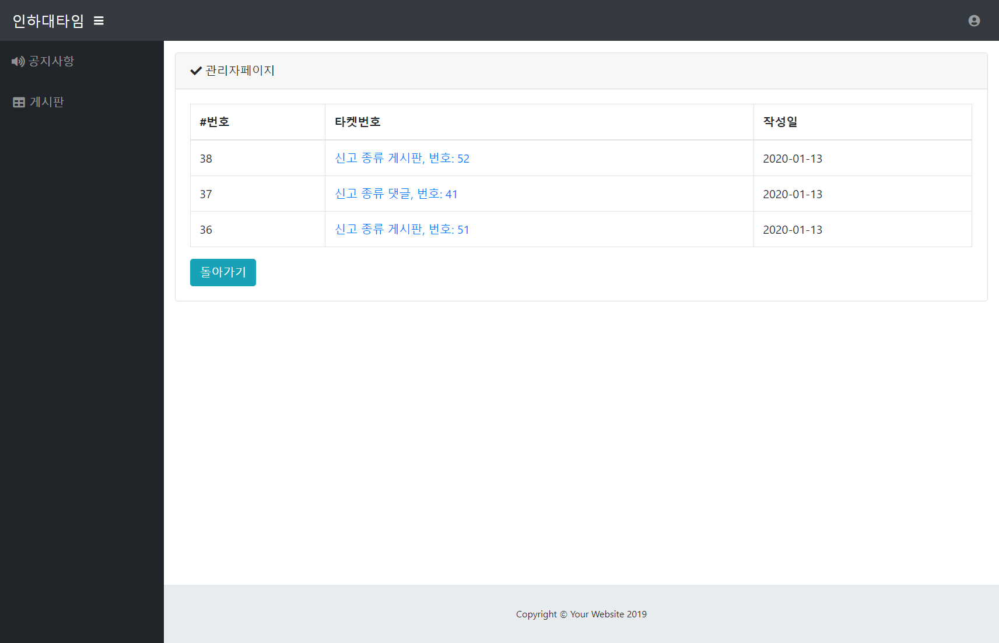 인하대타임
공지사항
게시판
관리자페이지
#번호 타켓번호 작성일
38 신고 종류 게시판, 번호: 52 2020-01-13
37 신고 종류 댓글, 번호: 41 2020-01-13
36 신고 종류 게시판, 번호: 51 2020-01-13
돌아가기
Copyright © Your Website 2019